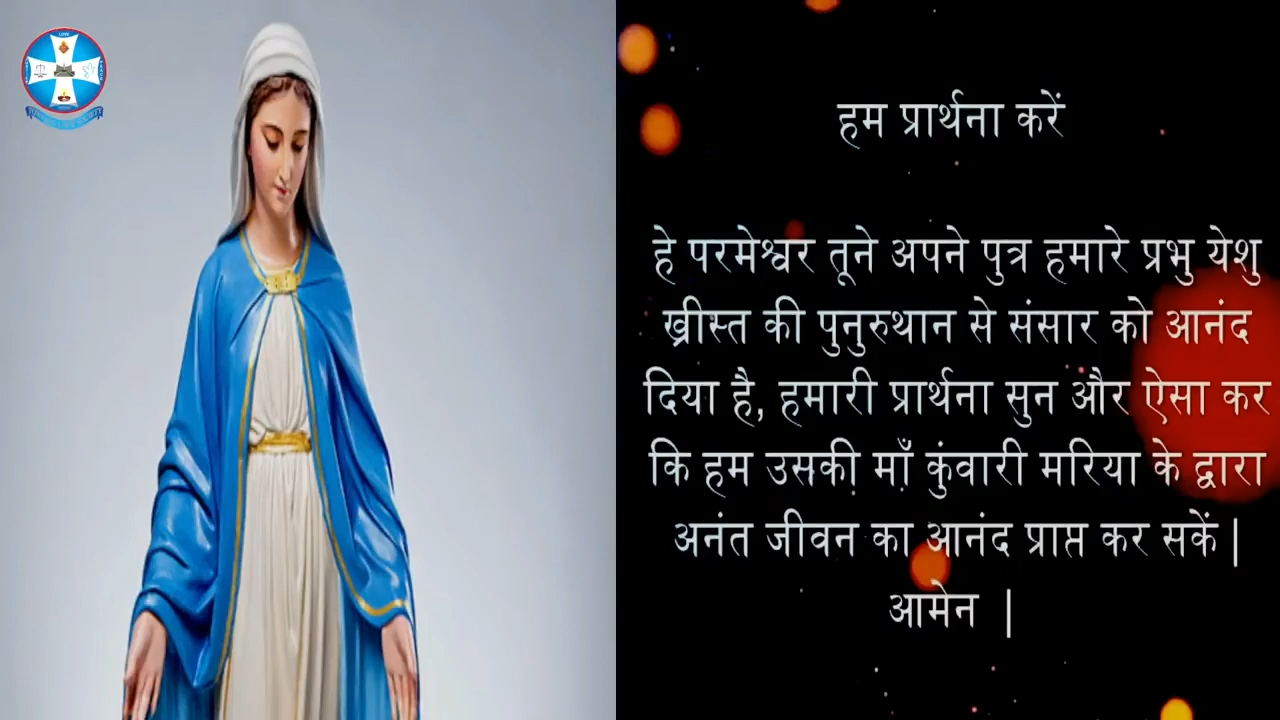 LOVE
हम प्रार्थना करें
हे परमेश्वर तूने अपने पुत्र हमारे प्रभु येशु
ख्रीस्त की पुनुरुथान से संसार को आनंद
दिया है, हमारी प्रार्थना सुन और ऐसा कर
कि हम उसकी माँ कुंवारी मरिया के द्वारा
अनंत जीवन का आनंद प्राप्त कर सकें |
आमेन |